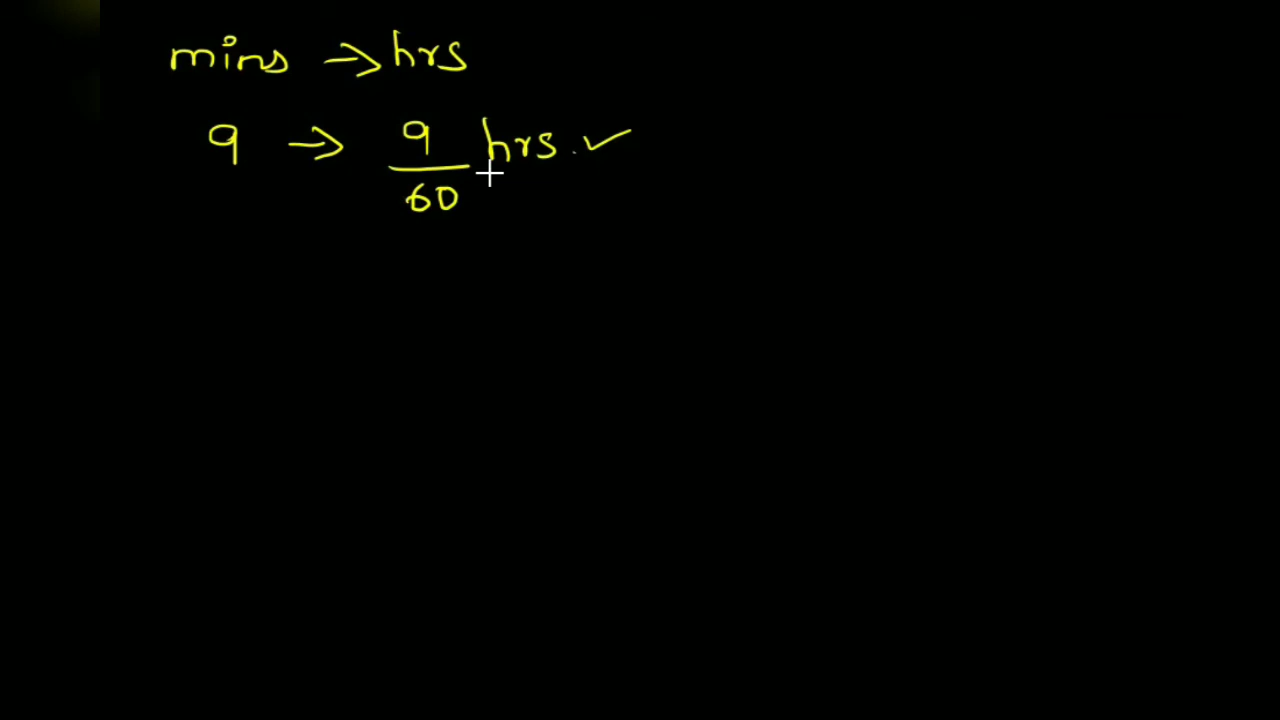 mins → hrs
9 → 9/60 hrs. ✓